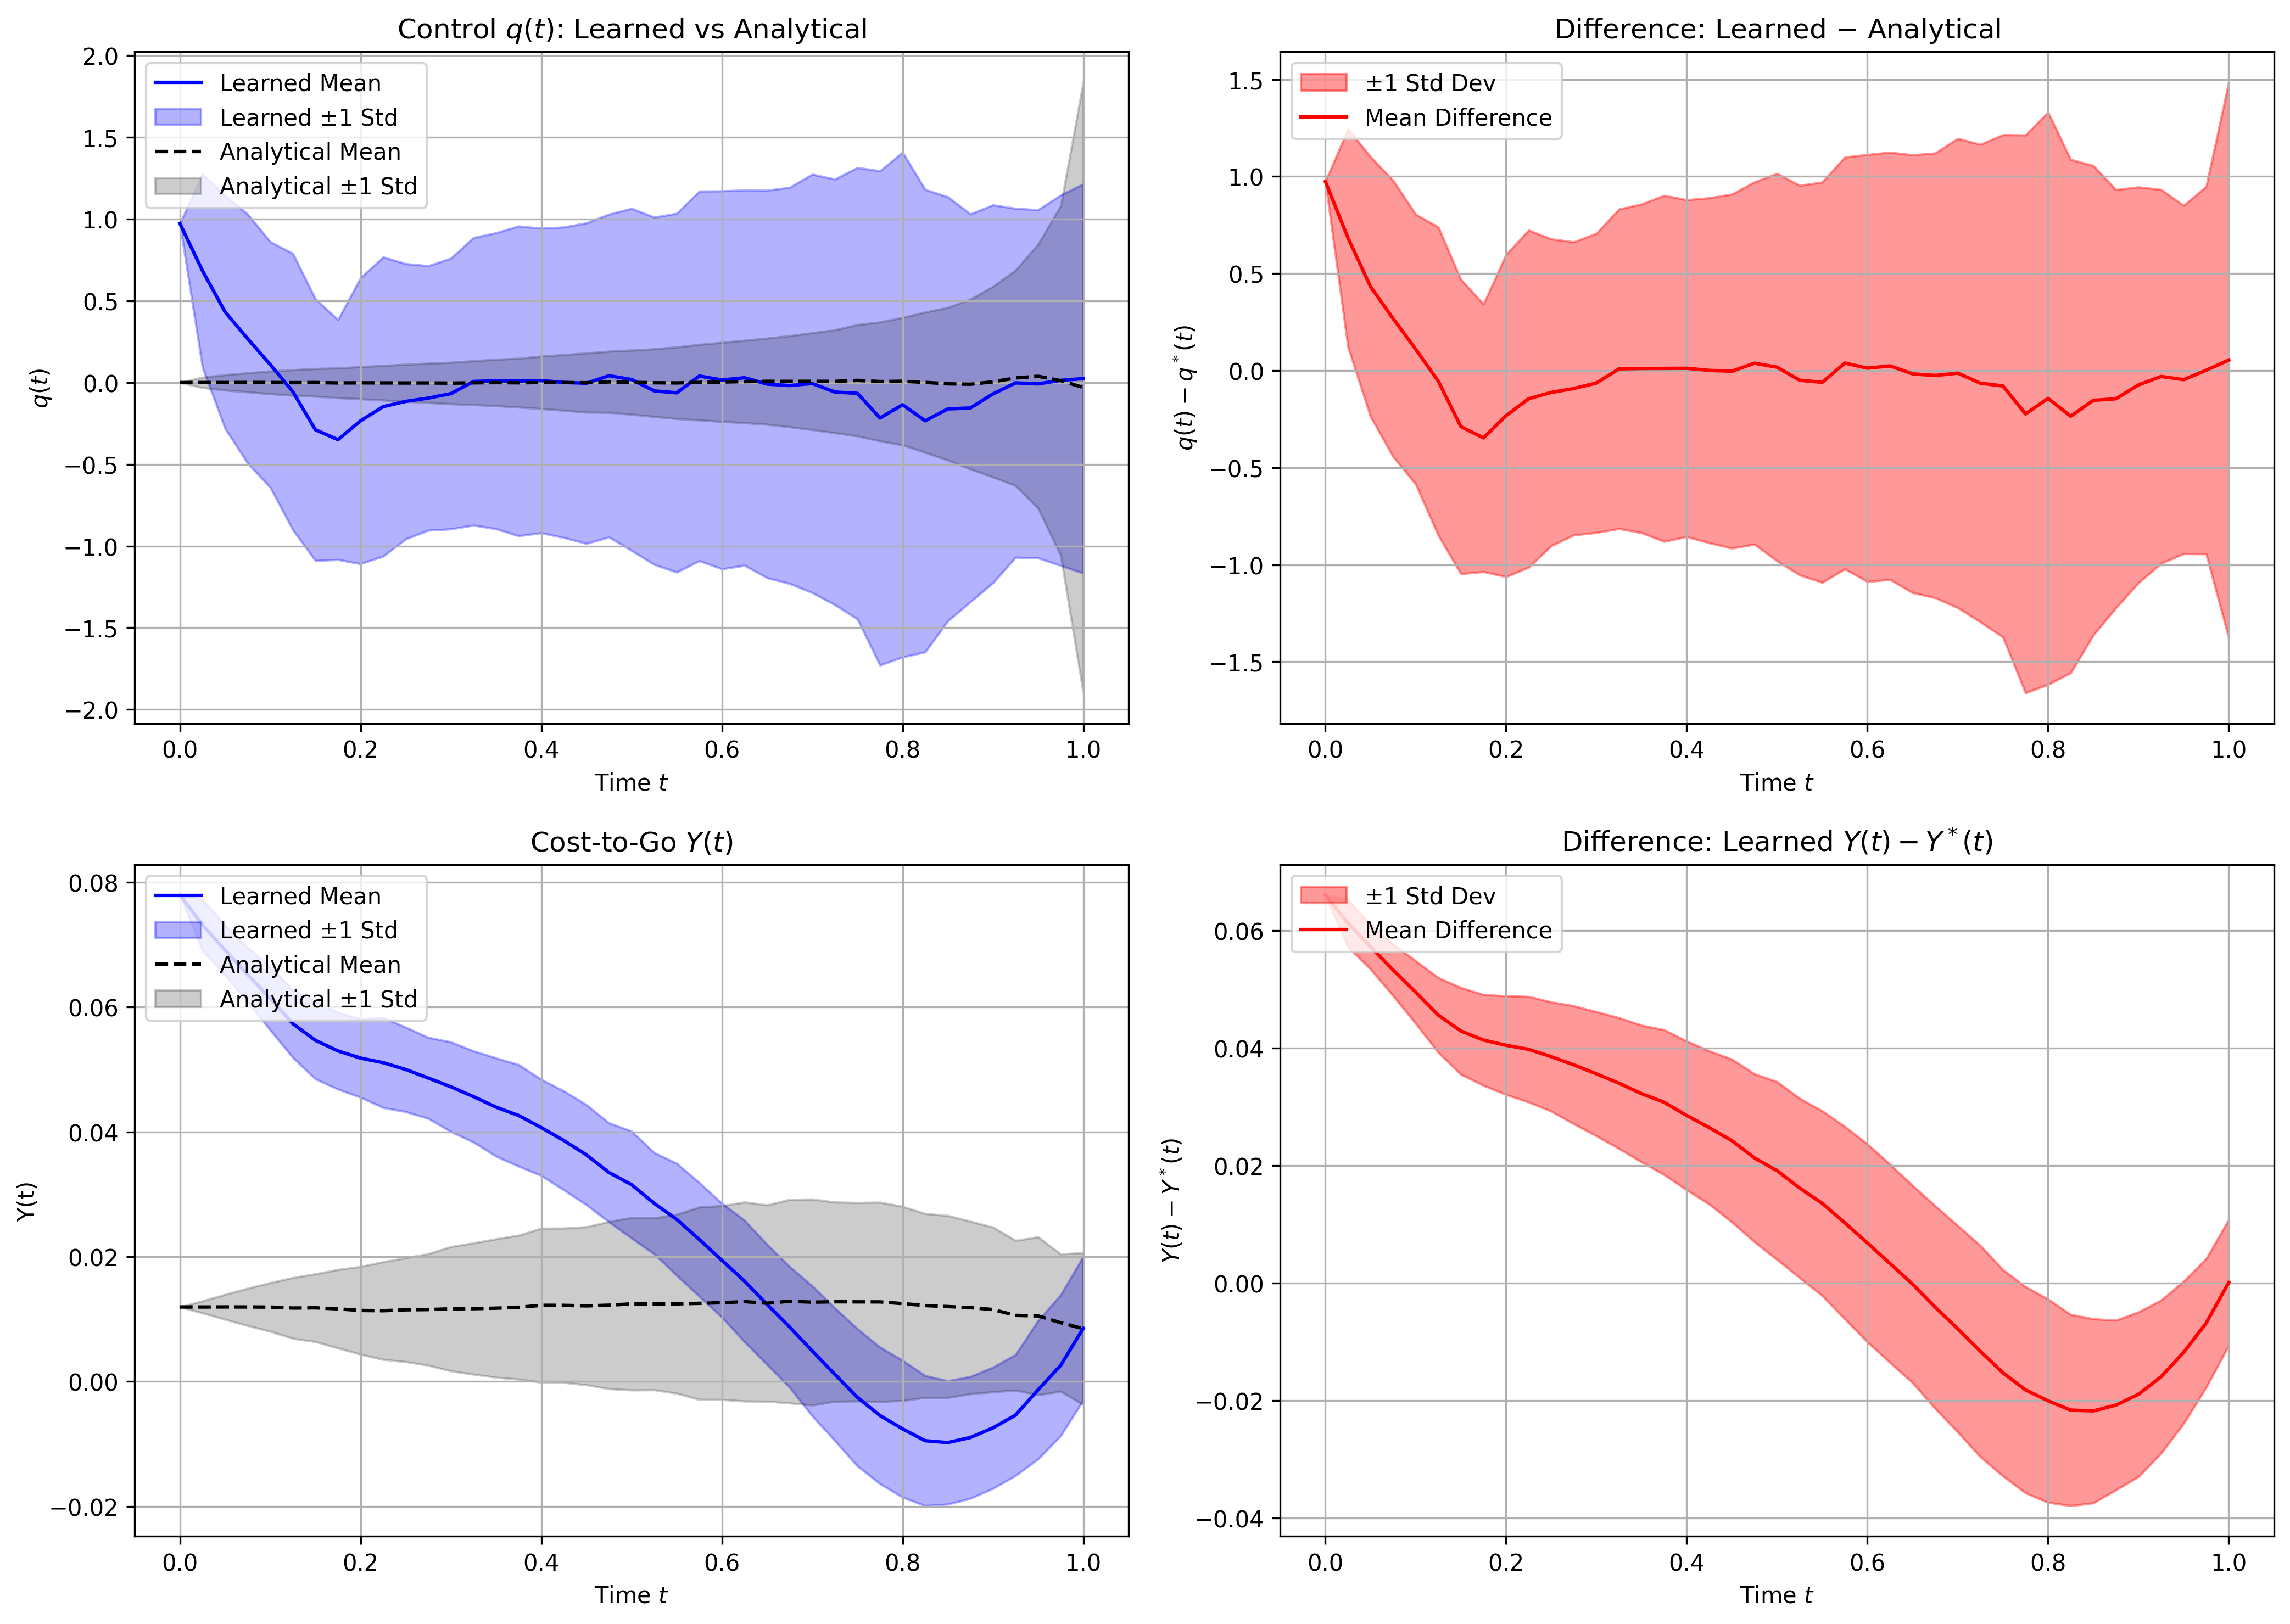 Control q(t): Learned vs Analytical
Learned Mean
Learned ±1 Std
Analytical Mean
Analytical ±1 Std
2.0
1.5
1.0
0.5
0.0
−0.5
−1.0
−1.5
−2.0
q(t)
0.0 0.2 0.4 0.6 0.8 1.0
Time t
Difference: Learned − Analytical
±1 Std Dev
Mean Difference
1.5
1.0
0.5
0.0
−0.5
−1.0
−1.5
q(t) − q*(t)
0.0 0.2 0.4 0.6 0.8 1.0
Time t
Cost-to-Go Y(t)
Learned Mean
Learned ±1 Std
Analytical Mean
Analytical ±1 Std
0.08
0.06
0.04
0.02
0.00
−0.02
Y(t)
0.0 0.2 0.4 0.6 0.8 1.0
Time t
Difference: Learned Y(t) − Y*(t)
±1 Std Dev
Mean Difference
0.06
0.04
0.02
0.00
−0.02
−0.04
Y(t) − Y*(t)
0.0 0.2 0.4 0.6 0.8 1.0
Time t